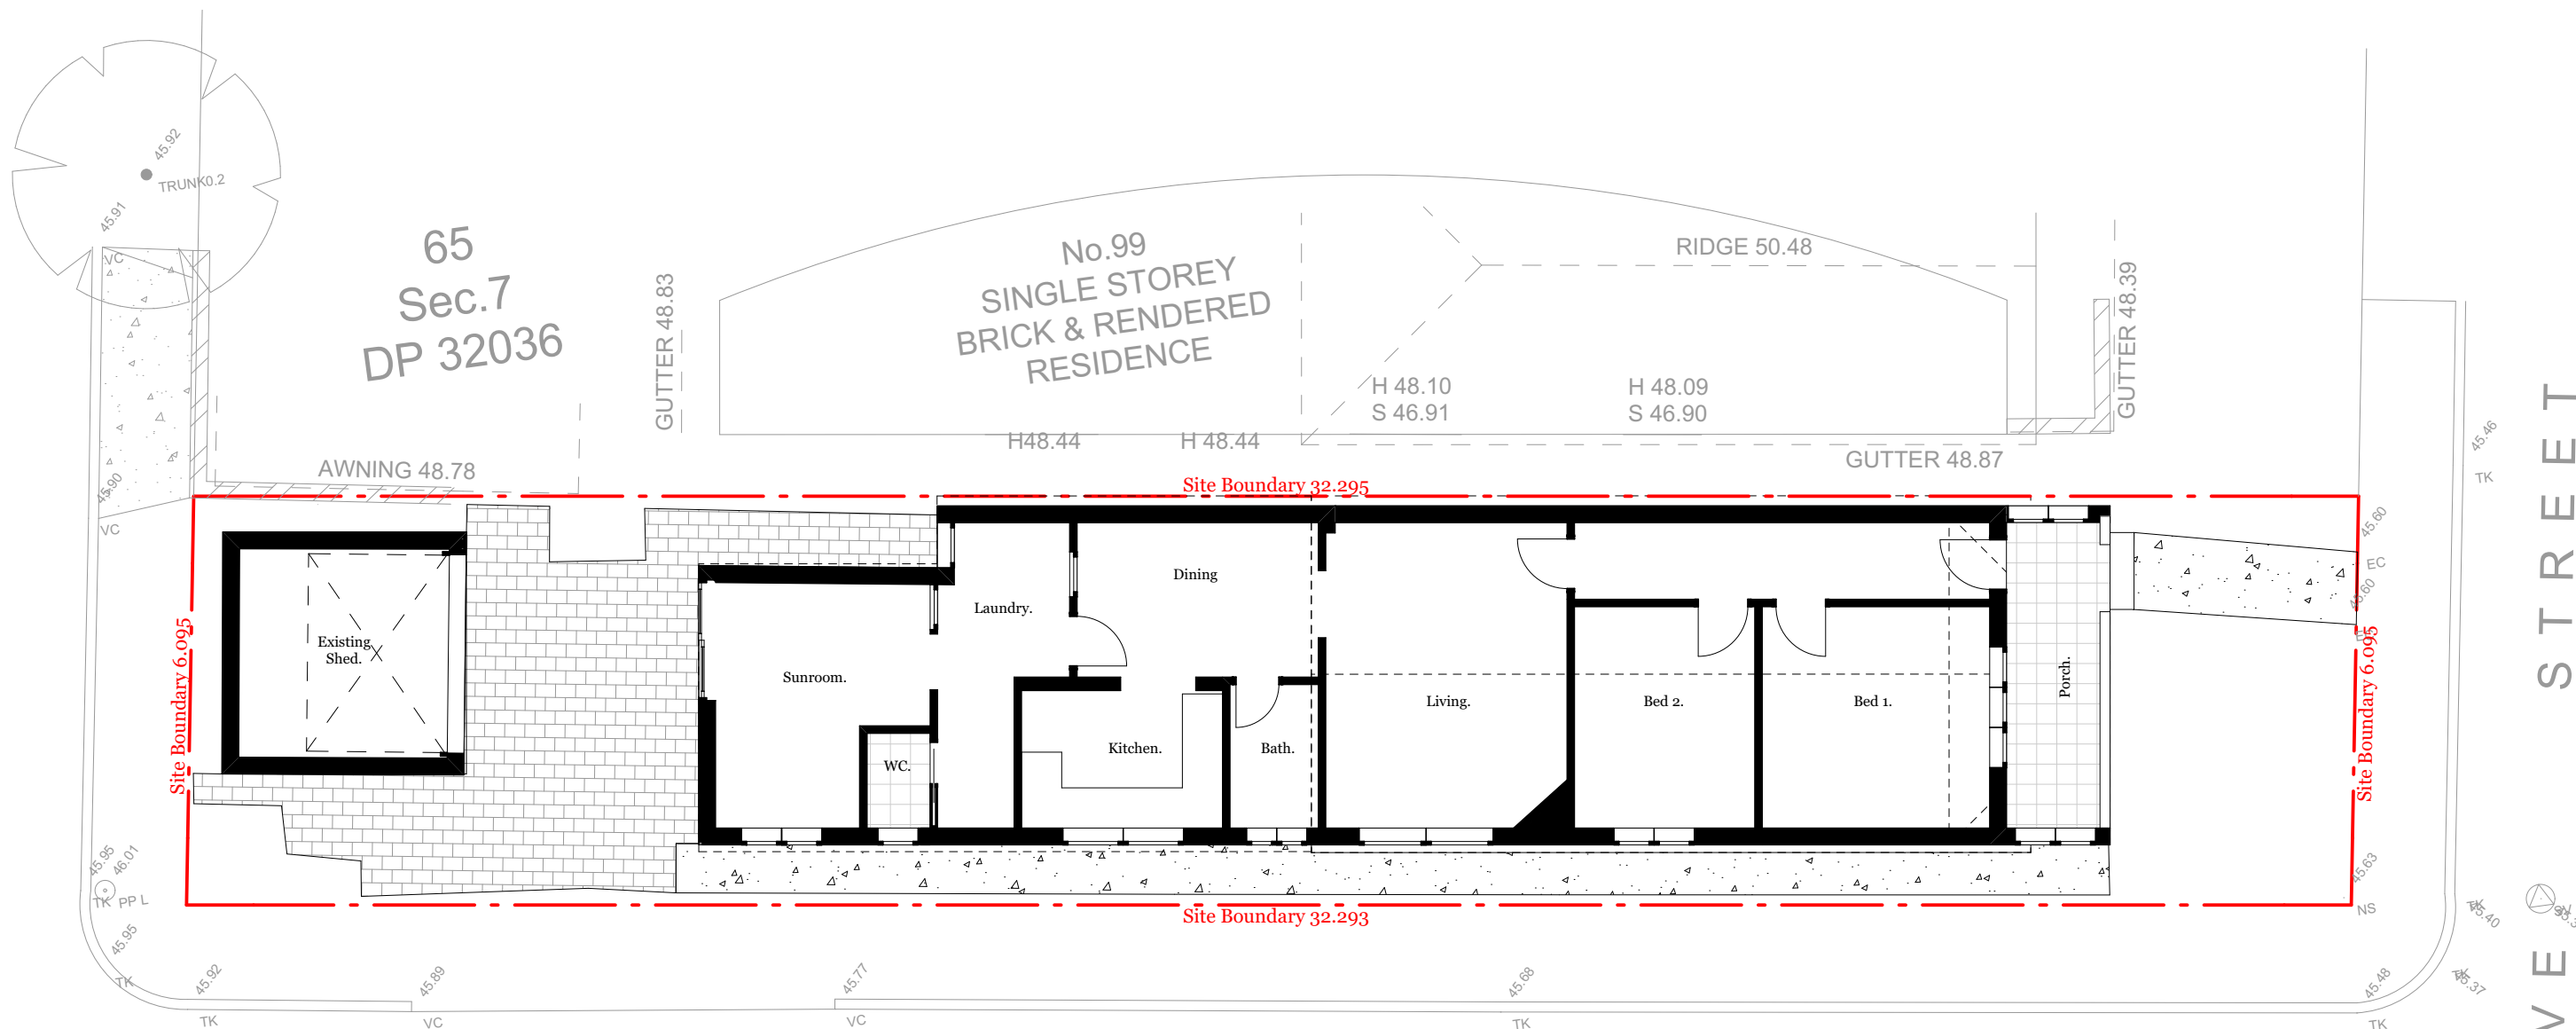 45.92
TRUNK0.2
45.91
VC
65
Sec.7
DP 32036
GUTTER 48.83
No.99
SINGLE STOREY
BRICK & RENDERED
RESIDENCE
RIDGE 50.48
GUTTER 48.39
H 48.10
S 46.91
H 48.09
S 46.90
H48.44
H 48.44
AWNING 48.78
GUTTER 48.87
45.90
VC
Site Boundary 32.295
45.46
TK
STREET
45.60
EC
45.60
Existing
Shed.
Site Boundary 6.095
Sunroom.
Laundry.
Dining
WC.
Kitchen.
Bath.
Living.
Bed 2.
Bed 1.
Porch.
Site Boundary 6.095
45.95
46.01
TK
PP L
45.95
TK
Site Boundary 32.293
45.63
NS
TK
45.40
45.92
TK
45.89
VC
45.77
VC
45.68
TK
45.48
TK
TK
45.37
VE